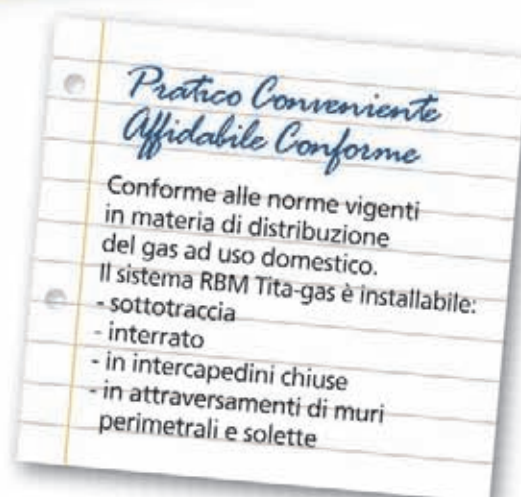 Pratico Conveniente
Affidabile Conforme
Conforme alle norme vigenti
in materia di distribuzione
del gas ad uso domestico.
Il sistema RBM Tita-gas è installabile:
- sottotraccia
- interrato
- in intercapedini chiuse
- in attraversamenti di muri
perimetrali e solette